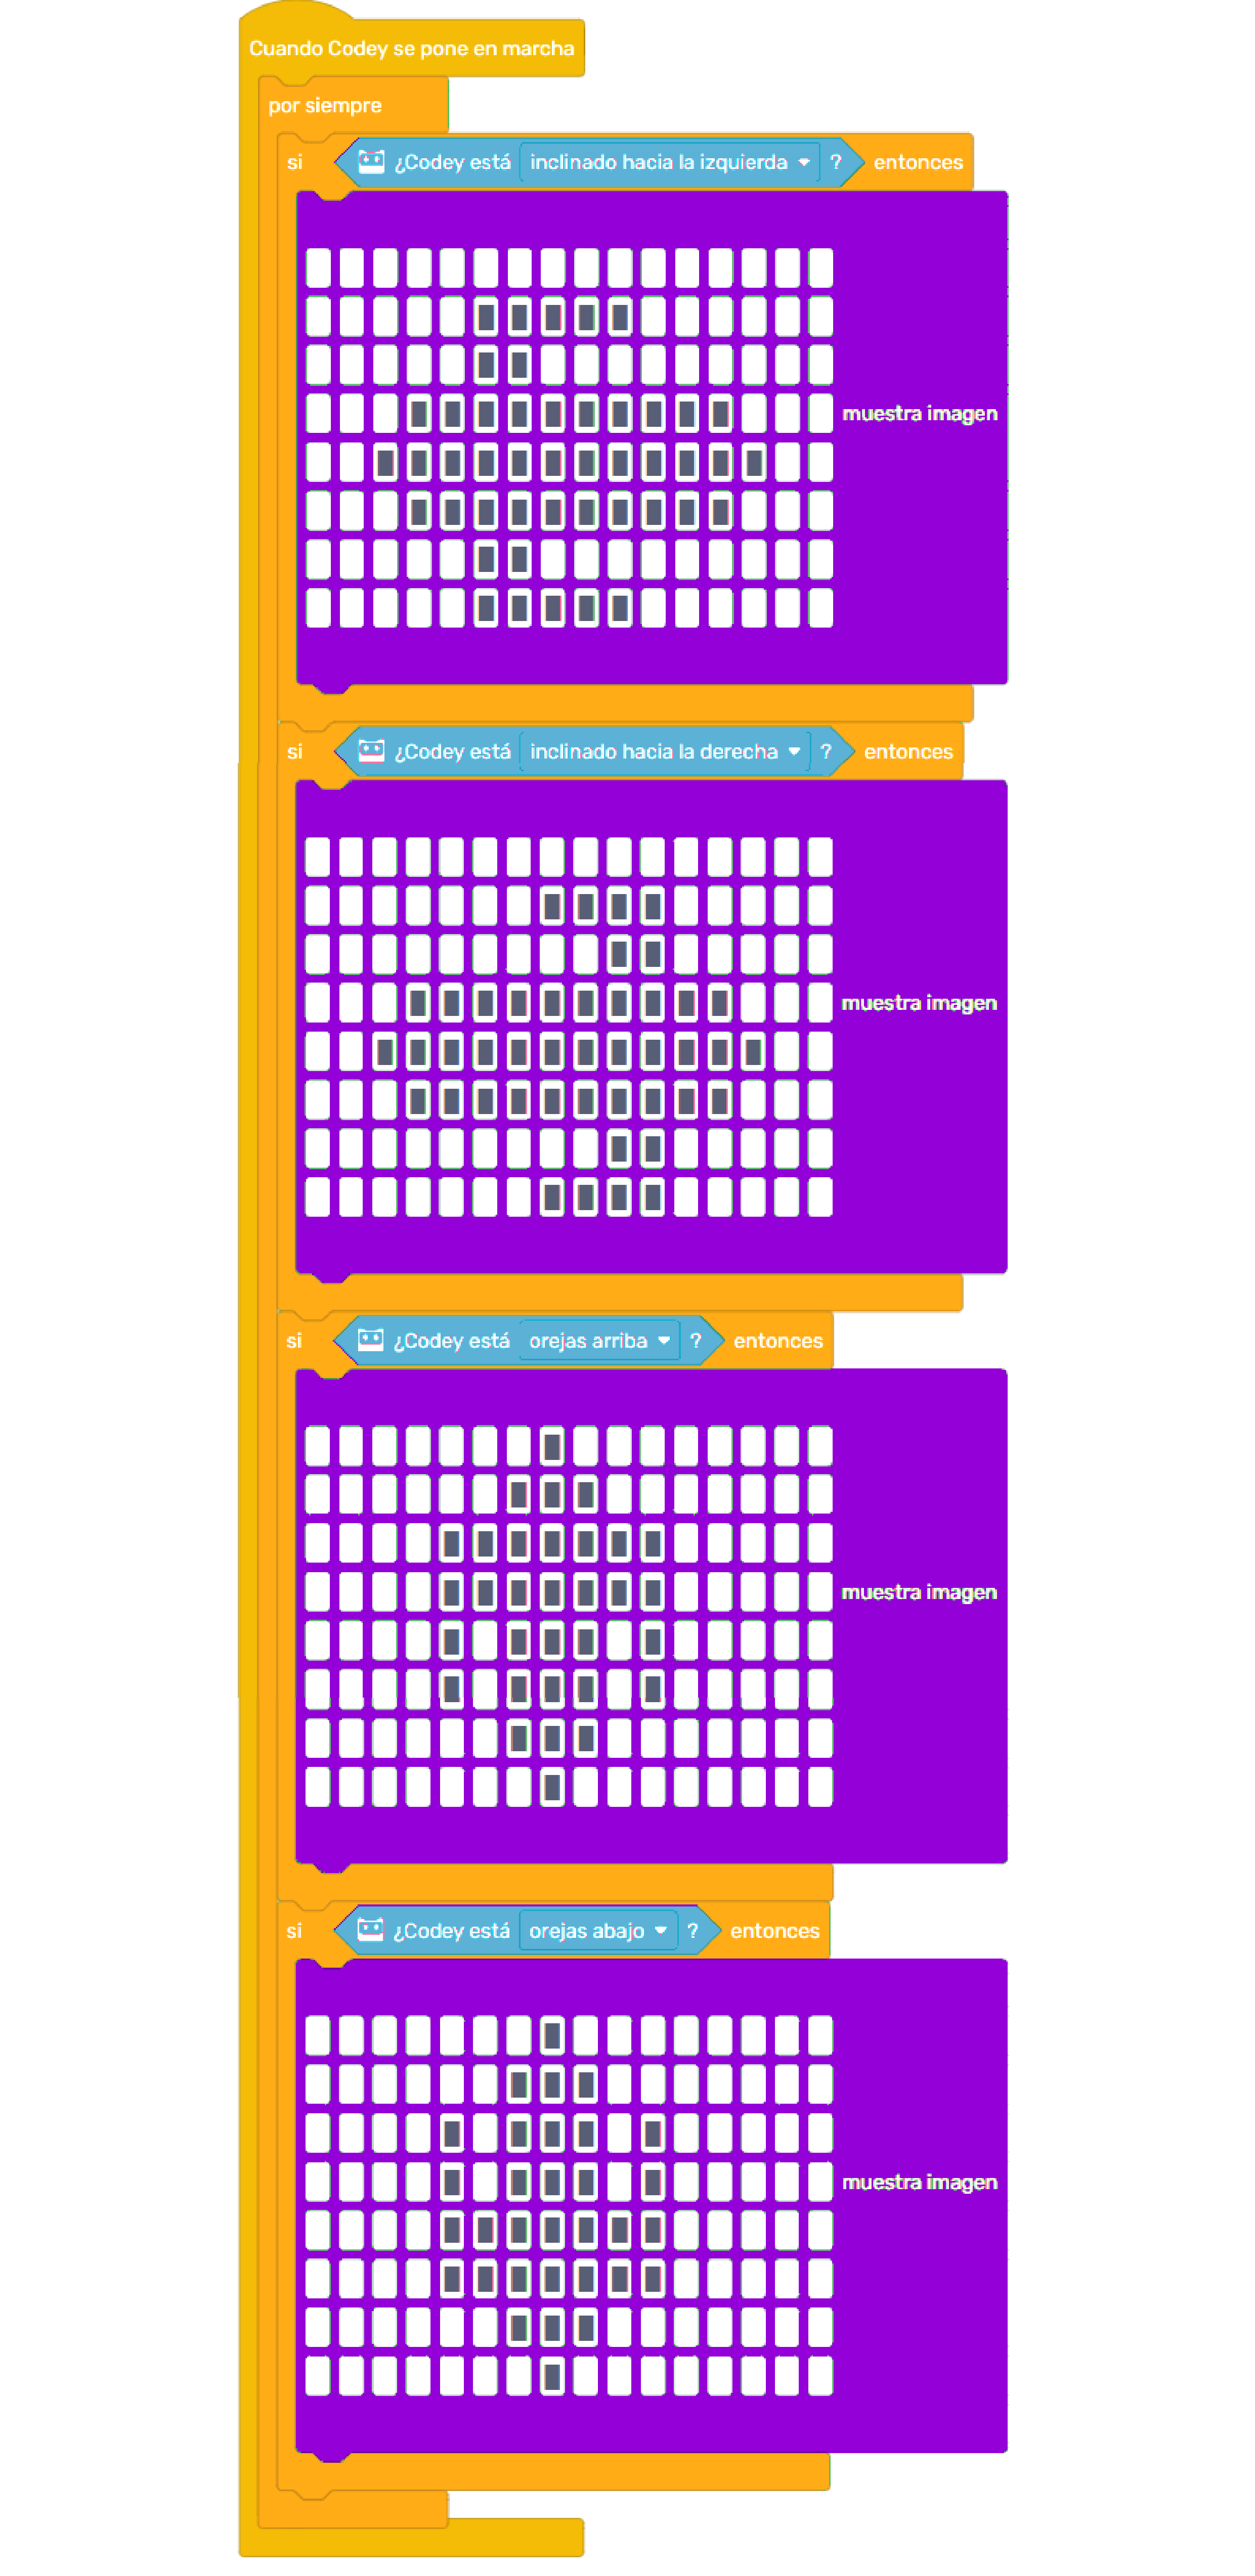 Cuando Codey se pone en marcha
por siempre
si ¿Codey está inclinado hacia la izquierda ? entonces
muestra imagen
si ¿Codey está inclinado hacia la derecha ? entonces
muestra imagen
si ¿Codey está orejas arriba ? entonces
muestra imagen
si ¿Codey está orejas abajo ? entonces
muestra imagen